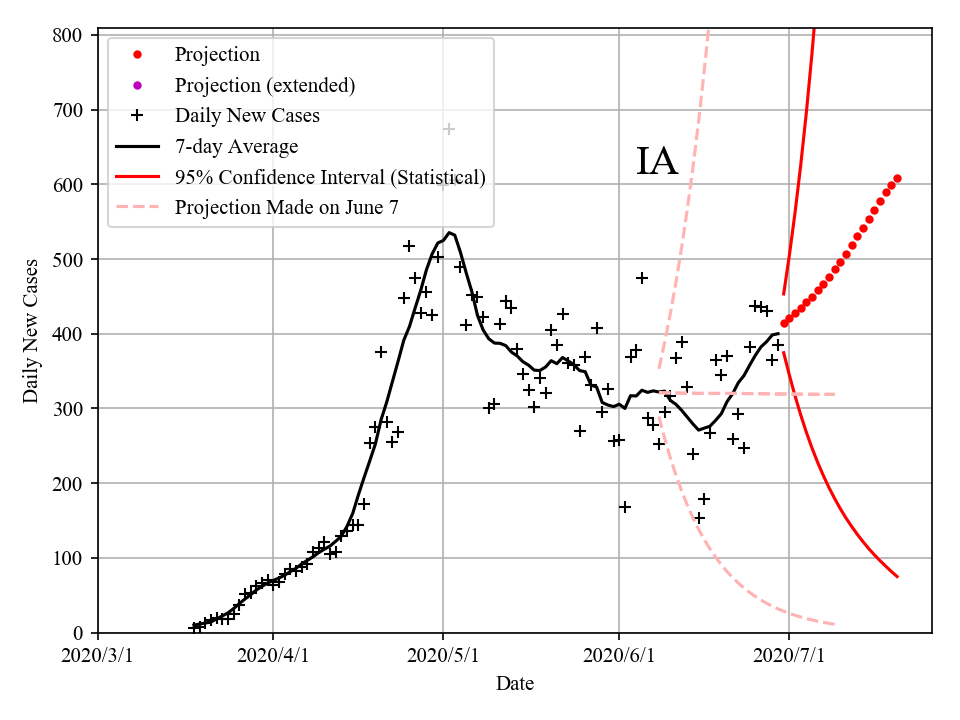 800
700
600
500
400
300
200
100
0
Daily New Cases
Projection
Projection (extended)
Daily New Cases
7-day Average
95% Confidence Interval (Statistical)
Projection Made on June 7
IA
2020/3/1 2020/4/1 2020/5/1 2020/6/1 2020/7/1
Date